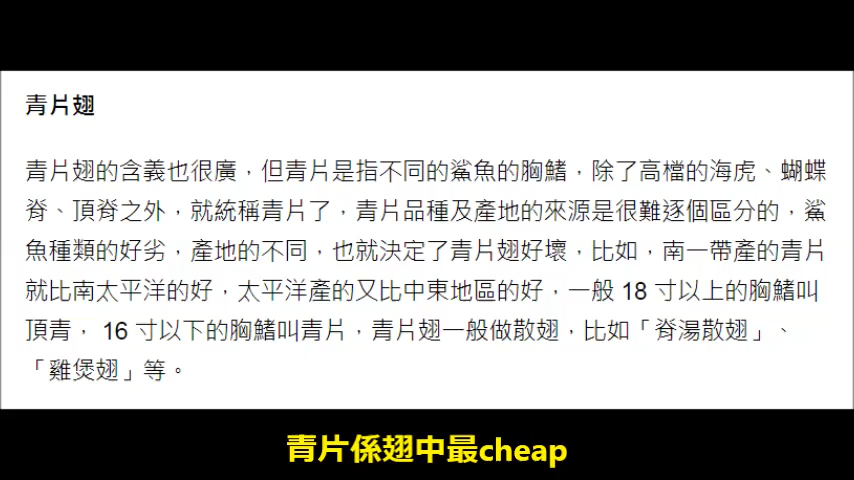 青片翅
青片翅的含義也很廣，但青片是指不同的鯊魚的胸鰭，除了高檔的海虎、蝴蝶
脊、頂脊之外，就統稱青片了，青片品種及產地的來源是很難逐個區分的，鯊
魚種類的好劣，產地的不同，也就決定了青片翅好壞，比如，南一帶產的青片
就比南太平洋的好，太平洋產的又比中東地區的好，一般 18 寸以上的胸鰭叫
頂青， 16 寸以下的胸鰭叫青片，青片翅一般做散翅，比如「脊湯散翅」、
「雞煲翅」等。
青片係翅中最cheap